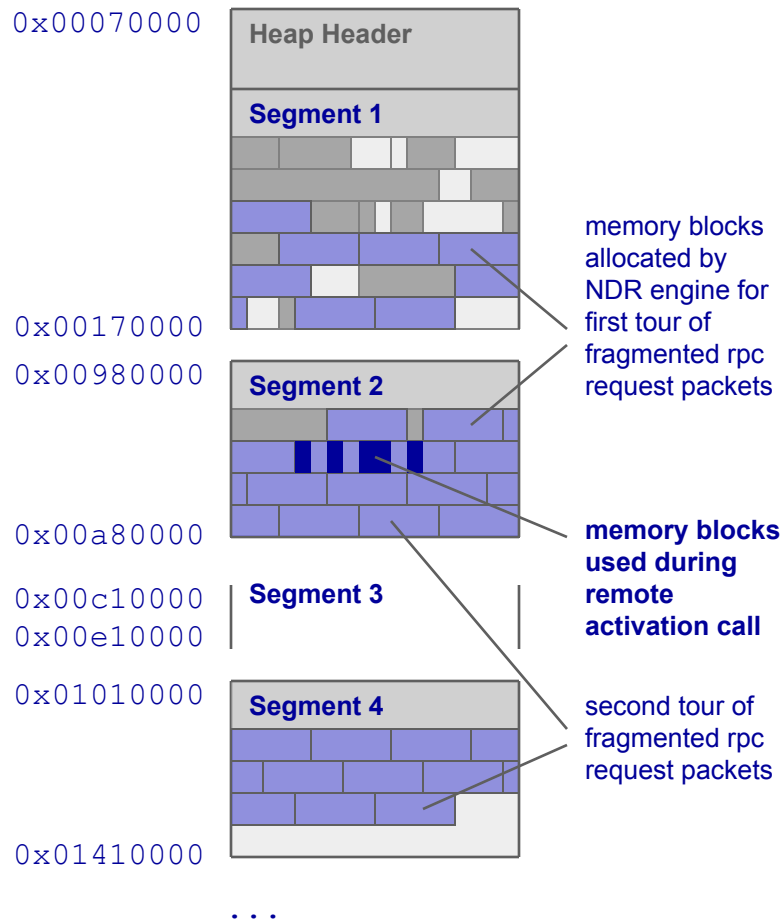 0x00070000
Heap Header
Segment 1
memory blocks
allocated by
NDR engine for
first tour of
fragmented rpc
request packets
0x00170000
0x00980000
Segment 2
0x00a80000
memory blocks
used during
remote
activation call
0x00c10000
Segment 3
0x00e10000
0x01010000
Segment 4
second tour of
fragmented rpc
request packets
0x01410000
. . .